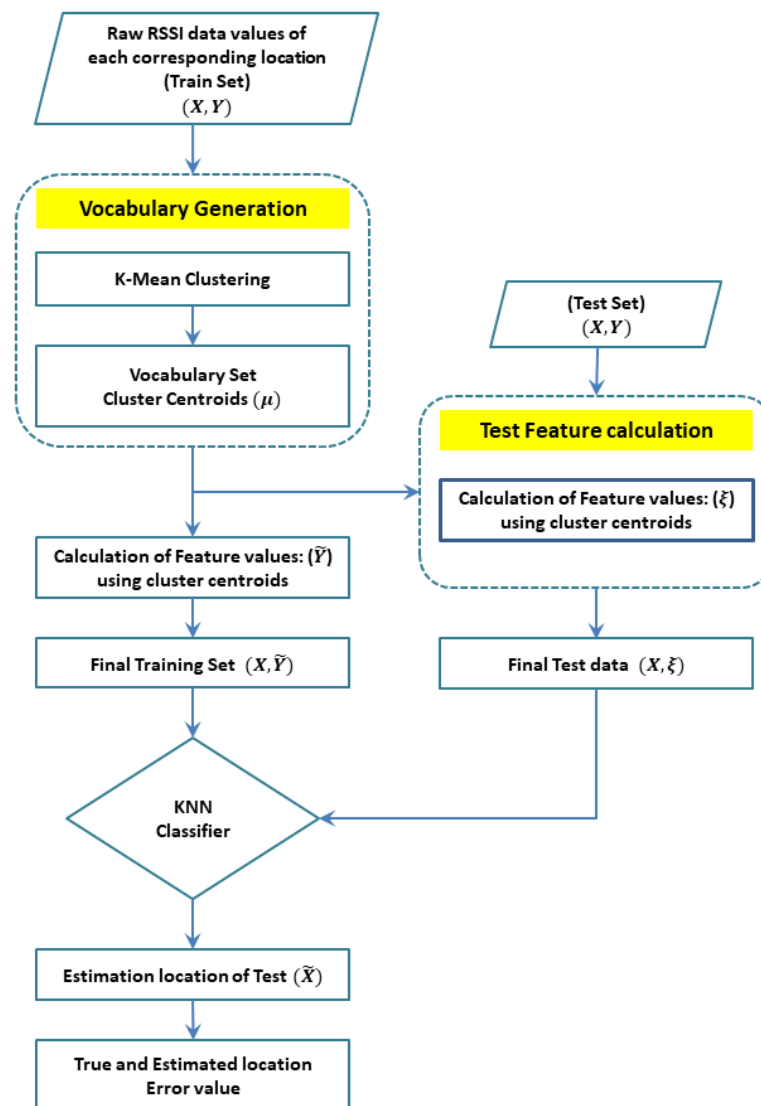 Raw RSSI data values of
each corresponding location
(Train Set)
(X, Y)
Vocabulary Generation
K-Mean Clustering
Vocabulary Set
Cluster Centroids (μ)
(Test Set)
(X, Y)
Test Feature calculation
Calculation of Feature values: (ξ)
using cluster centroids
Calculation of Feature values: (Ỹ)
using cluster centroids
Final Training Set (X, Ỹ)
Final Test data (X, ξ)
KNN
Classifier
Estimation location of Test (X̃)
True and Estimated location
Error value